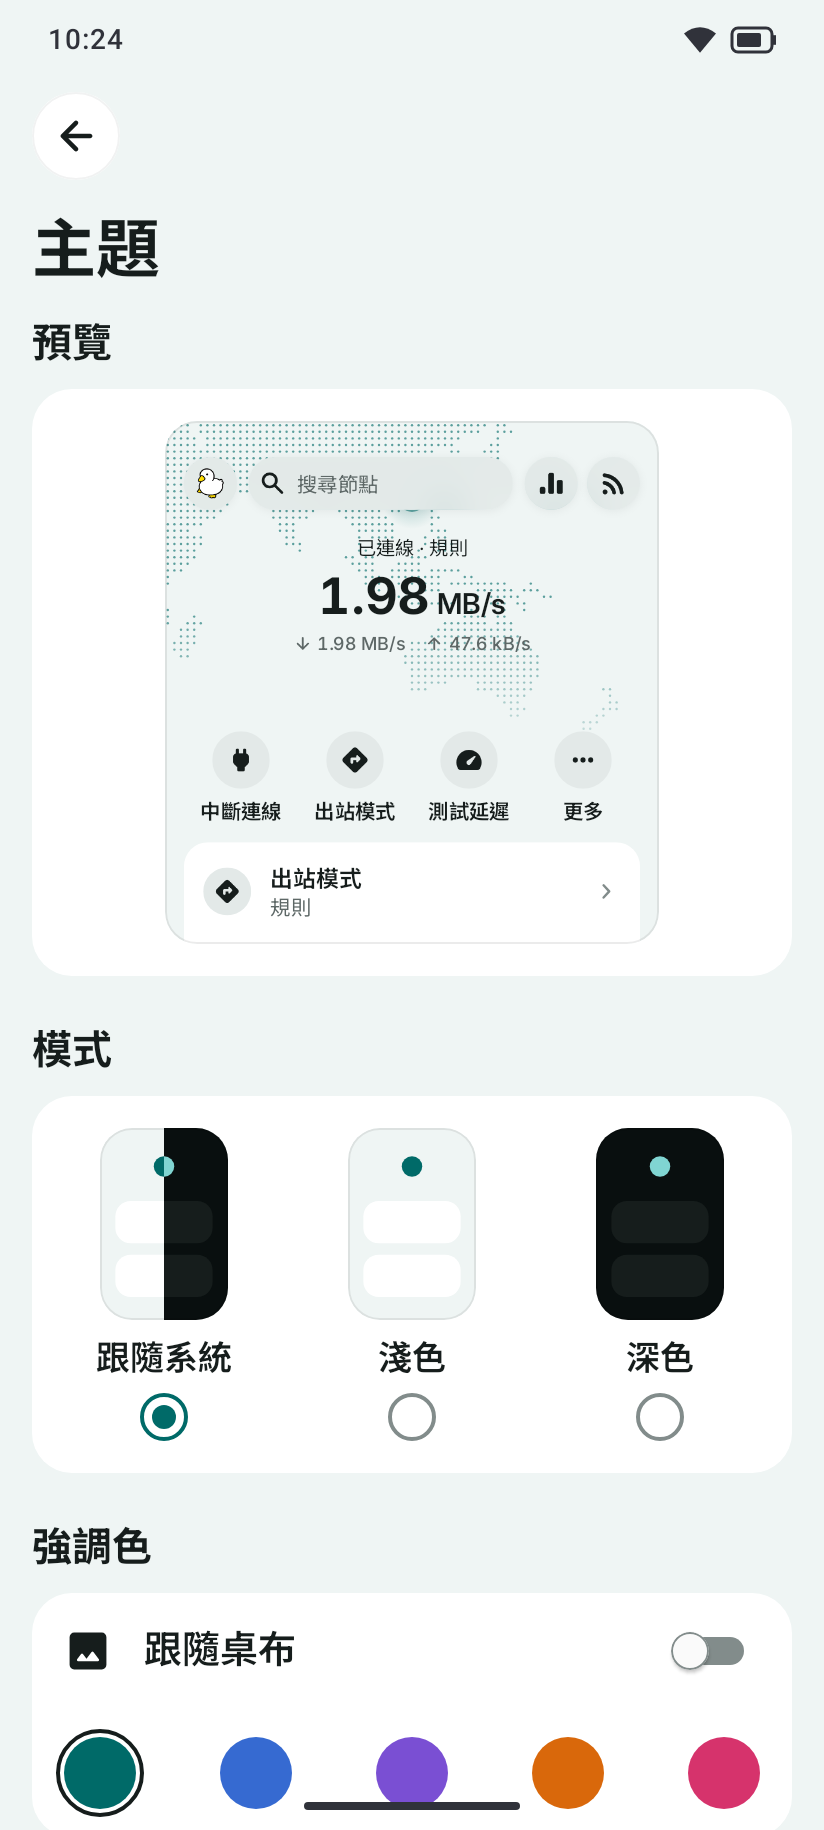 10:24
主題
預覽
搜尋節點
已連線 · 規則
1.98 MB/s
↓ 1.98 MB/s ↑ 47.6 kB/s
中斷連線 出站模式 測試延遲 更多
出站模式
規則
模式
跟隨系統 淺色 深色
強調色
跟隨桌布